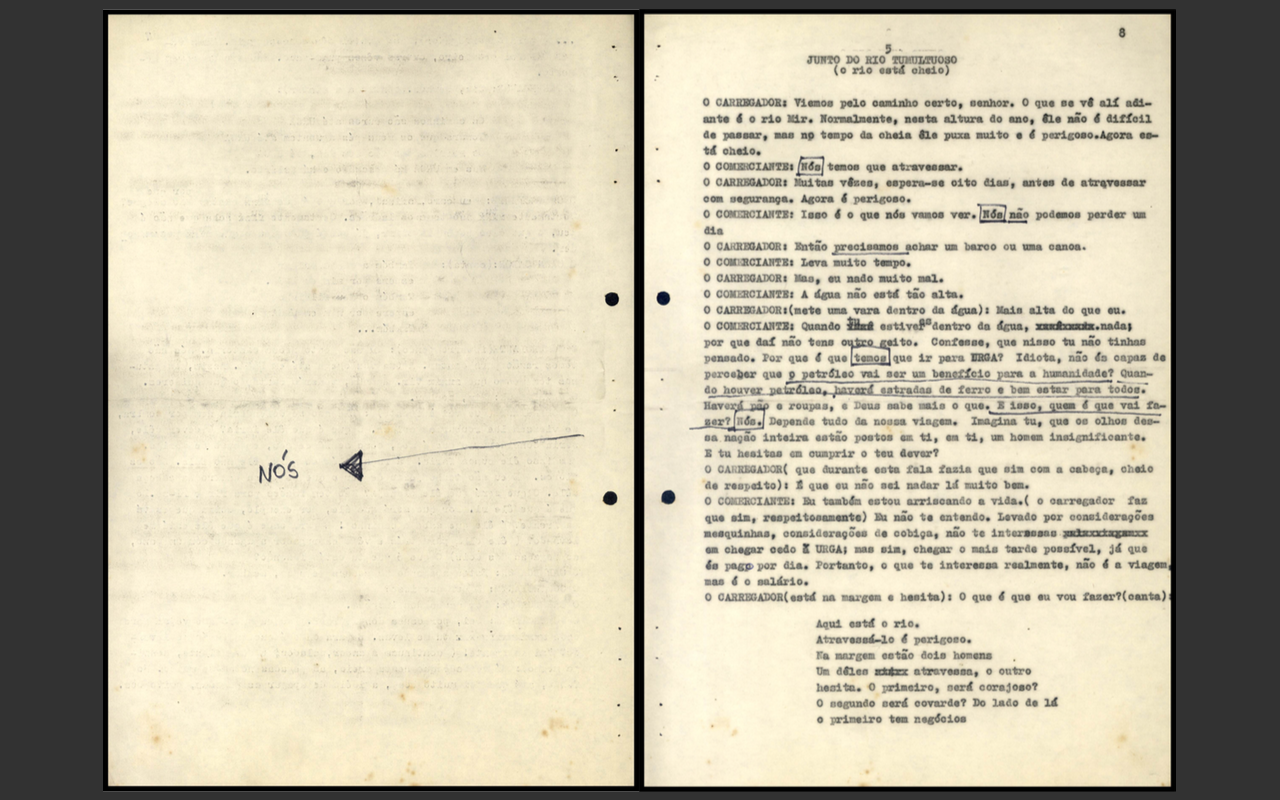 NÓS
8
5
JUNTO DO RIO TUMULTUOSO
(o rio está cheio)
O CARREGADOR: Viemos pelo caminho certo, senhor. O que se vê alí adi-
ante é o rio Mir. Normalmente, nesta altura do ano, êle não é difícil
de passar, mas no tempo da cheia êle puxa muito e é perigoso.Agora es-
tá cheio.
O COMERCIANTE: Nós temos que atravessar.
O CARREGADOR: Muitas vêzes, espera-se oito dias, antes de atravessar
com segurança. Agora é perigoso.
O COMERCIANTE: Isso é o que nós vamos ver. Nós não podemos perder um
dia
O CARREGADOR: Então precisamos achar um barco ou uma canoa.
O COMERCIANTE: Leva muito tempo.
O CARREGADOR: Mas, eu nado muito mal.
O COMERCIANTE: A água não está tão alta.
O CARREGADOR:(mete uma vara dentro da água): Mais alta do que eu.
O COMERCIANTE: Quando tu estiveres dentro da água, nada;
por que daí não tens outro geito. Confesse, que nisso tu não tinhas
pensado. Por que é que temos que ir para URGA? Idiota, não és capas de
perceber que o petróleo vai ser um benefício para a humanidade? Quan-
do houver petróleo, haverá estradas de ferro e bem estar para todos.
Haverá pão e roupas, e Deus sabe mais o que. E isso, quem é que vai fa-
zer? Nós. Depende tudo da nossa viagem. Imagina tu, que os olhos des-
sa nação inteira estão postos em ti, em ti, um homem insignificante.
E tu hesitas em cumprir o teu dever?
O CARREGADOR( que durante esta fala fazia que sim com a cabeça, cheio
de respeito): É que eu não sei nadar lá muito bem.
O COMERCIANTE: Eu também estou arriscando a vida.( o carregador faz
que sim, respeitosamente) Eu não te entendo. Levado por considerações
mesquinhas, considerações de cobiça, não te interessas
em chegar cedo URGA; mas sim, chegar o mais tarde possível, já que
és pago por dia. Portanto, o que te interessa realmente, não é a viagem,
mas é o salário.
O CARREGADOR(está na margem e hesita): O que é que eu vou fazer?(canta):
Aqui está o rio.
Atravessá-lo é perigoso.
Na margem estão dois homens
Um dêles atravessa, o outro
hesita. O primeiro, será corajoso?
O segundo será covarde? Do lado de lá
o primeiro tem negócios